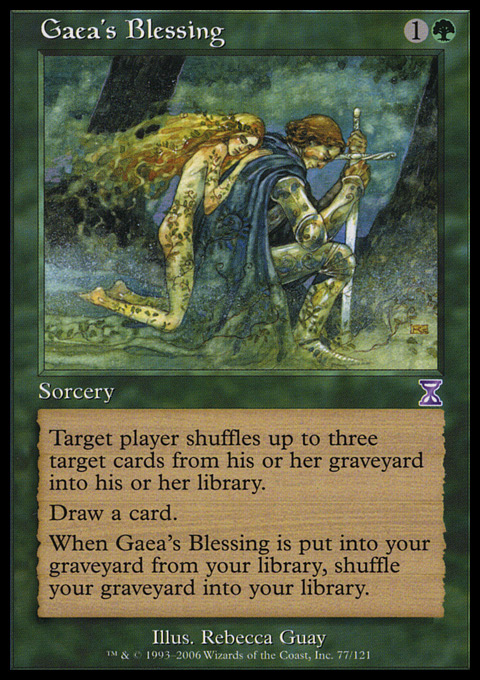 Gaea's Blessing 1
Sorcery
Target player shuffles up to three
target cards from his or her graveyard
into his or her library.
Draw a card.
When Gaea's Blessing is put into your
graveyard from your library, shuffle
your graveyard into your library.
Illus. Rebecca Guay
™ & © 1993–2006 Wizards of the Coast, Inc. 77/121